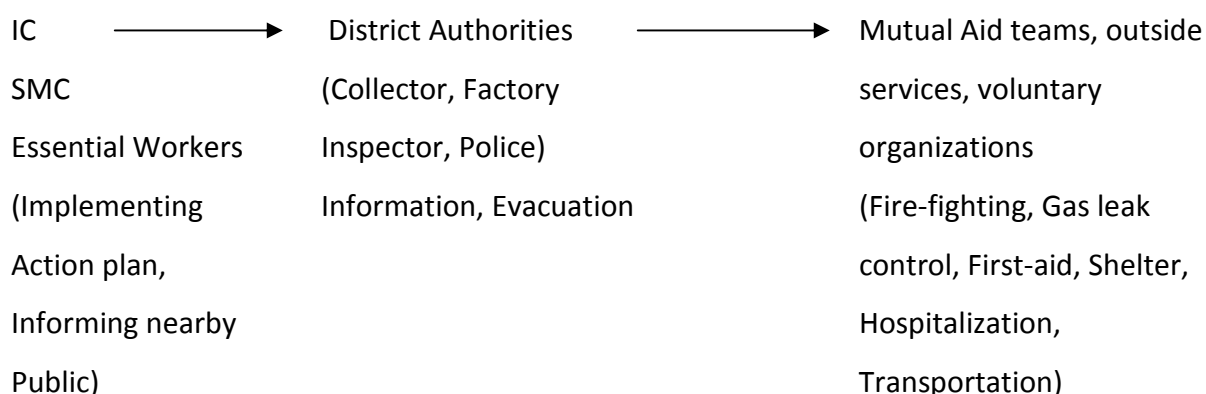 IC
SMC
Essential Workers
(Implementing
Action plan,
Informing nearby
Public)
District Authorities
(Collector, Factory
Inspector, Police)
Information, Evacuation
Mutual Aid teams, outside
services, voluntary
organizations
(Fire-fighting, Gas leak
control, First-aid, Shelter,
Hospitalization,
Transportation)